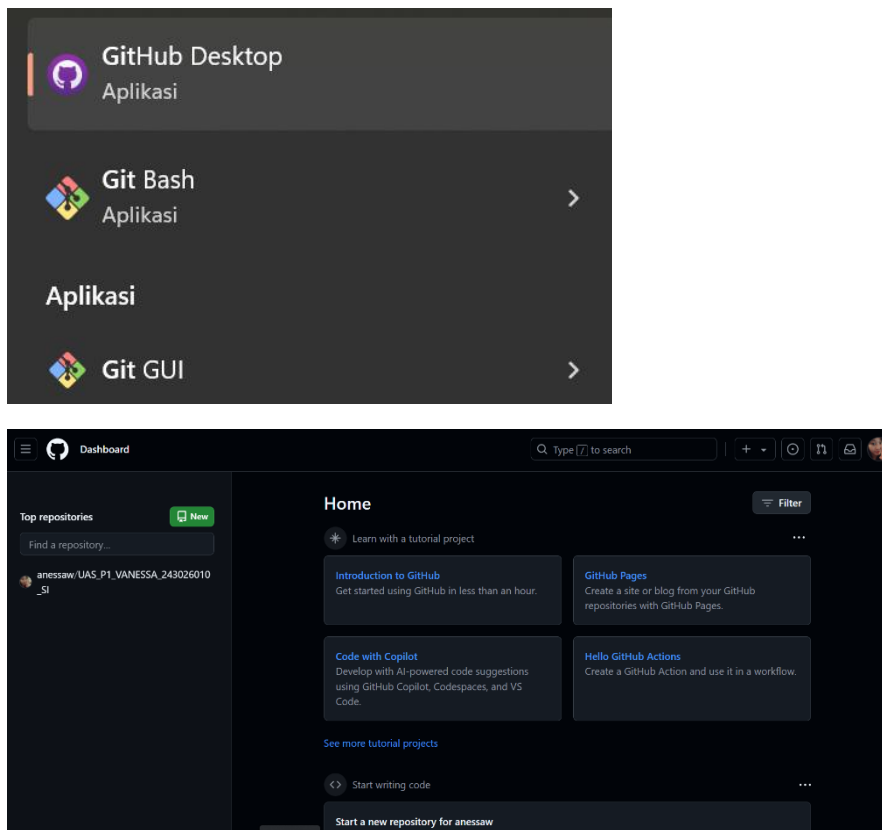 GitHub Desktop
Aplikasi
Git Bash
Aplikasi
Aplikasi
Git GUI
Dashboard
Type / to search
Top repositories
New
Find a repository...
anessaw/UAS_P1_VANESSA_243026010
_SI
Home
Filter
Learn with a tutorial project
Introduction to GitHub
Get started using GitHub in less than an hour.
GitHub Pages
Create a site or blog from your GitHub
repositories with GitHub Pages.
Code with Copilot
Develop with AI-powered code suggestions
using GitHub Copilot, Codespaces, and VS
Code.
Hello GitHub Actions
Create a GitHub Action and use it in a workflow.
See more tutorial projects
Start writing code
Start a new repository for anessaw